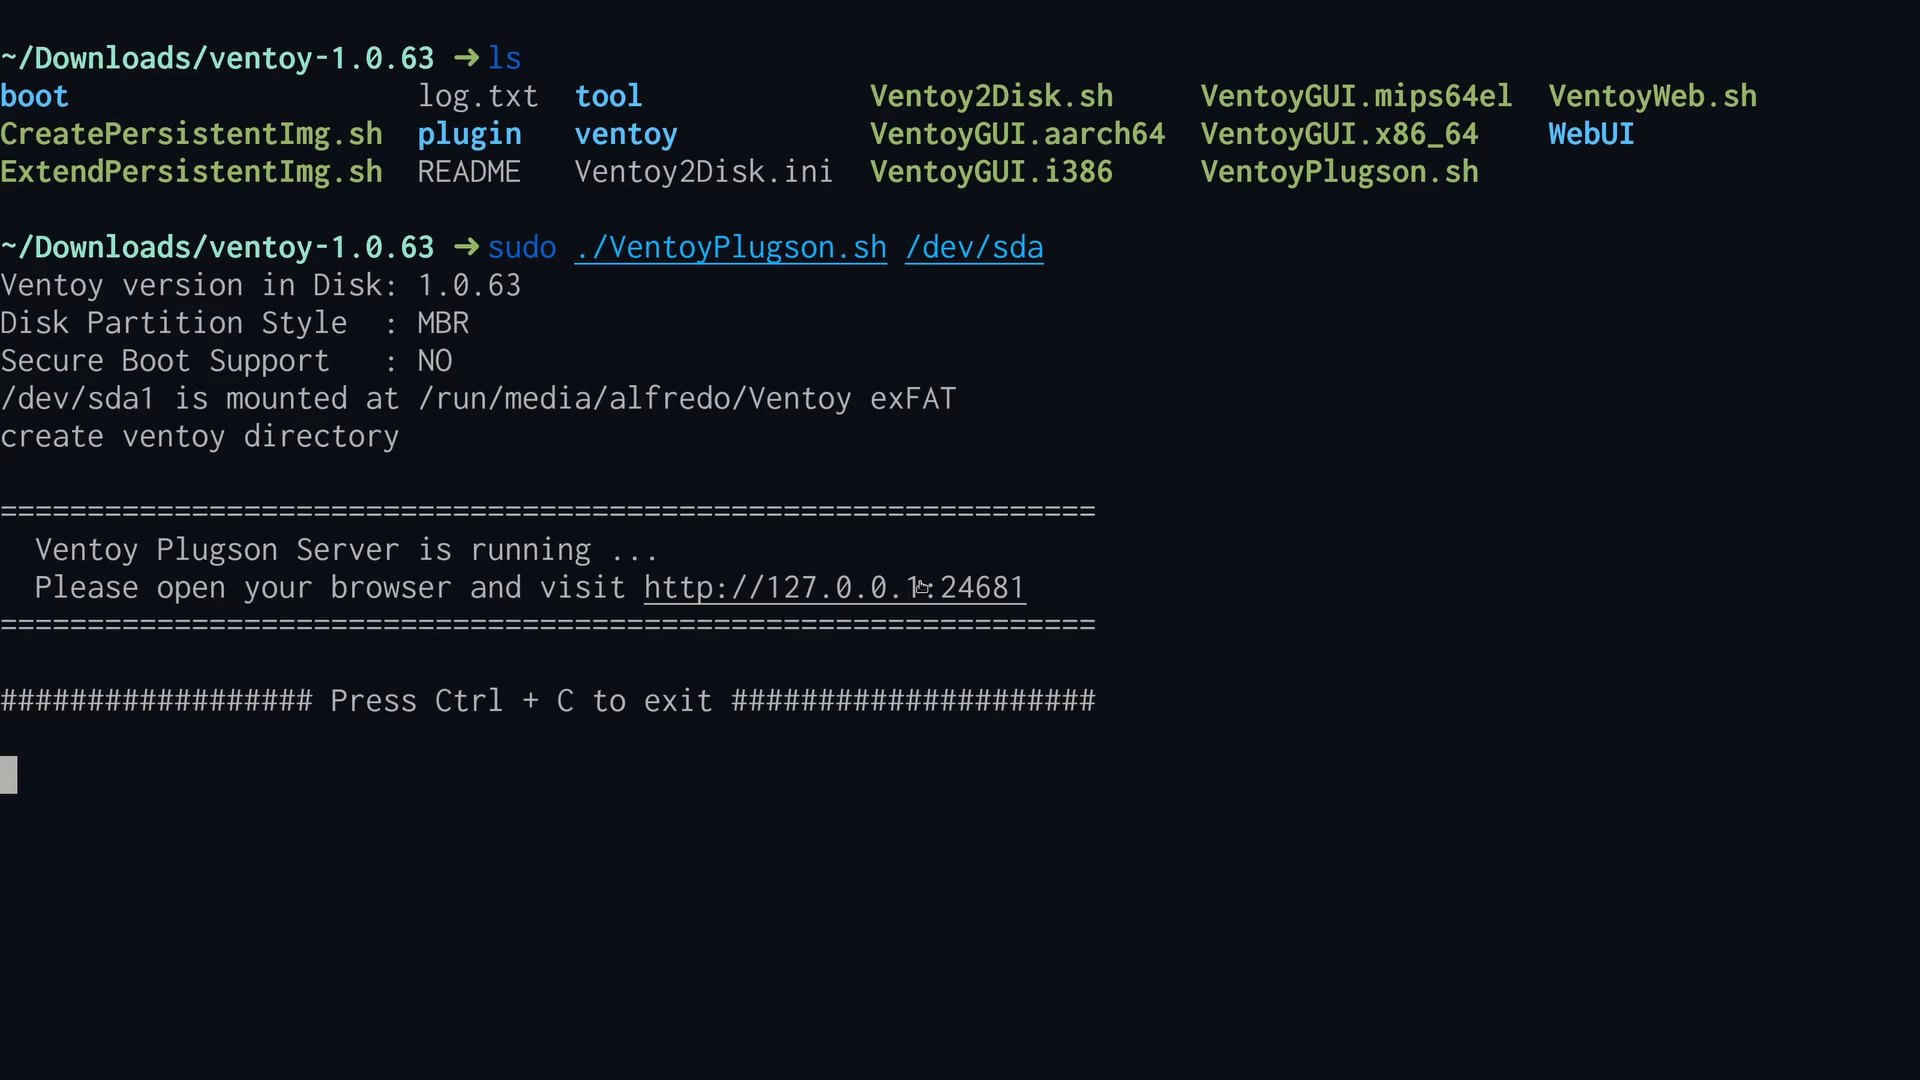 ~/Downloads/ventoy-1.0.63 ➜ ls
boot log.txt tool Ventoy2Disk.sh VentoyGUI.mips64el VentoyWeb.sh
CreatePersistentImg.sh plugin ventoy VentoyGUI.aarch64 VentoyGUI.x86_64 WebUI
ExtendPersistentImg.sh README Ventoy2Disk.ini VentoyGUI.i386 VentoyPlugson.sh
~/Downloads/ventoy-1.0.63 ➜ sudo ./VentoyPlugson.sh /dev/sda
Ventoy version in Disk: 1.0.63
Disk Partition Style : MBR
Secure Boot Support : NO
/dev/sda1 is mounted at /run/media/alfredo/Ventoy exFAT
create ventoy directory
===============================================================
Ventoy Plugson Server is running ...
Please open your browser and visit http://127.0.0.1:24681
===============================================================
################## Press Ctrl + C to exit #####################